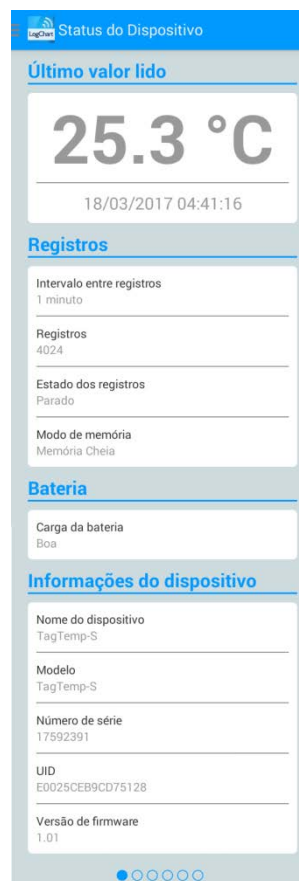 LogChart
Status do Dispositivo
Último valor lido
25.3 °C
18/03/2017 04:41:16
Registros
Intervalo entre registros
1 minuto
Registros
4024
Estado dos registros
Parado
Modo de memória
Memória Cheia
Bateria
Carga da bateria
Boa
Informações do dispositivo
Nome do dispositivo
TagTemp-S
Modelo
TagTemp-S
Número de série
17592391
UID
E0025CEB9CD75128
Versão de firmware
1.01